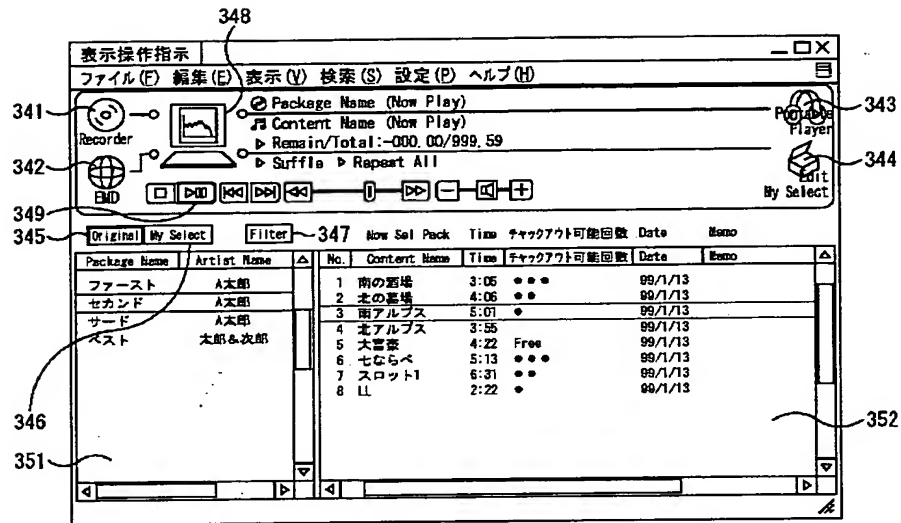 348
表示操作指示
ファイル(F) 編集(E) 表示(V) 検索(S) 設定(P) ヘルプ(H)
341
343
Recorder
Package Name (Now Play)
Content Name (Now Play)
Remain/Total:-000.00/999.59
Suffle Repeat All
Portable Player
342
EMD
344
Edit
My Select
349
345
Original My Select Filter 347 Now Sel Pack Time チャックアウト可能回数 Date Memo
Package Name Artist Name
No. Content Name Time チャックアウト可能回数 Date Memo
ファースト A太郎
セカンド A太郎
サード A太郎
ベスト 太郎&次郎
1 南の酒場 3:05 ●●● 99/1/13
2 北の墓場 4:06 ●● 99/1/13
3 南アルプス 5:01 ● 99/1/13
4 北アルプス 3:55 99/1/13
5 大富豪 4:22 Free 99/1/13
6 七ならべ 5:13 ●●● 99/1/13
7 スロット1 6:31 ●● 99/1/13
8 LL 2:22 ● 99/1/13
346
351
352